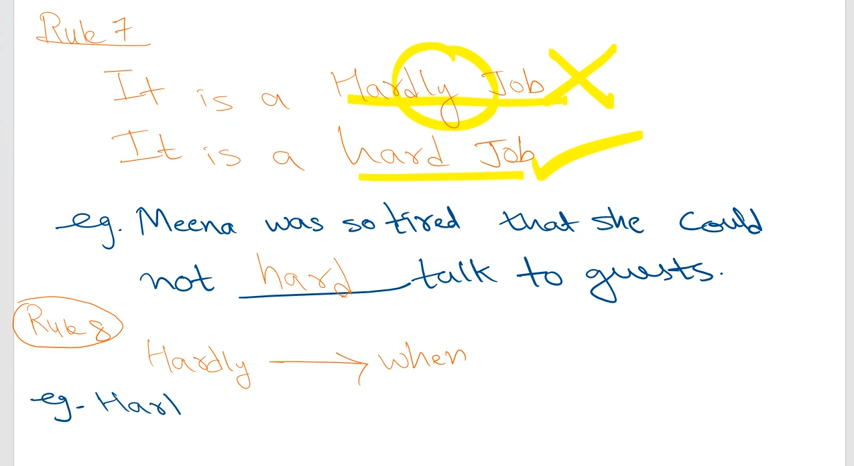 Rule 7
It is a Hardly Job
It is a hard Job
eg. Meena was so tired that she could
not hard talk to guests.
Rule 8
Hardly → when
eg- Harl